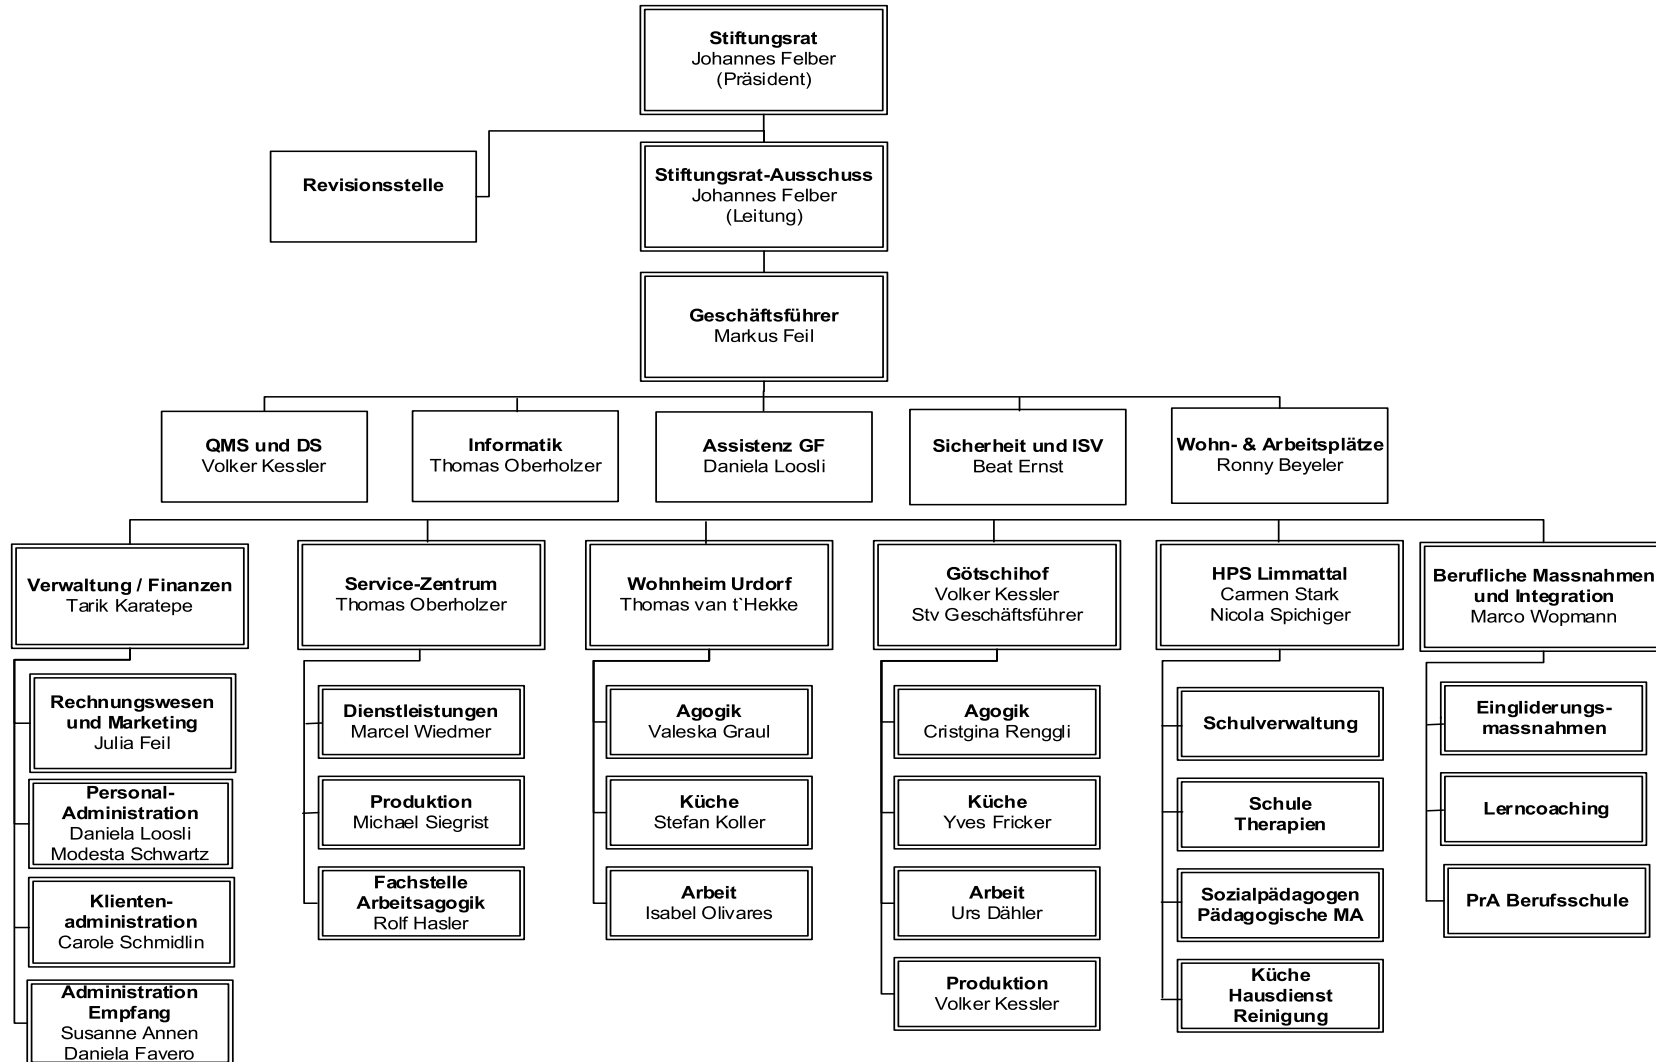 Stiftungsrat
Johannes Felber
(Präsident)
Revisionsstelle
Stiftungsrat-Ausschuss
Johannes Felber
(Leitung)
Geschäftsführer
Markus Feil
QMS und DS
Volker Kessler
Informatik
Thomas Oberholzer
Assistenz GF
Daniela Loosli
Sicherheit und ISV
Beat Ernst
Wohn- & Arbeitsplätze
Ronny Beyeler
Verwaltung / Finanzen
Tarik Karatepe
Service-Zentrum
Thomas Oberholzer
Wohnheim Urdorf
Thomas van t`Hekke
Götschihof
Volker Kessler
Stv Geschäftsführer
HPS Limmattal
Carmen Stark
Nicola Spichiger
Berufliche Massnahmen
und Integration
Marco Wopmann
Rechnungswesen
und Marketing
Julia Feil
Personal-
Administration
Daniela Loosli
Modesta Schwartz
Klienten-
administration
Carole Schmidlin
Administration
Empfang
Susanne Annen
Daniela Favero
Dienstleistungen
Marcel Wiedmer
Produktion
Michael Siegrist
Fachstelle
Arbeitsagogik
Rolf Hasler
Agogik
Valeska Graul
Küche
Stefan Koller
Arbeit
Isabel Olivares
Agogik
Cristgina Renggli
Küche
Yves Fricker
Arbeit
Urs Dähler
Produktion
Volker Kessler
Schulverwaltung
Schule
Therapien
Sozialpädagogen
Pädagogische MA
Küche
Hausdienst
Reinigung
Eingliderungs-
massnahmen
Lerncoaching
PrA Berufsschule